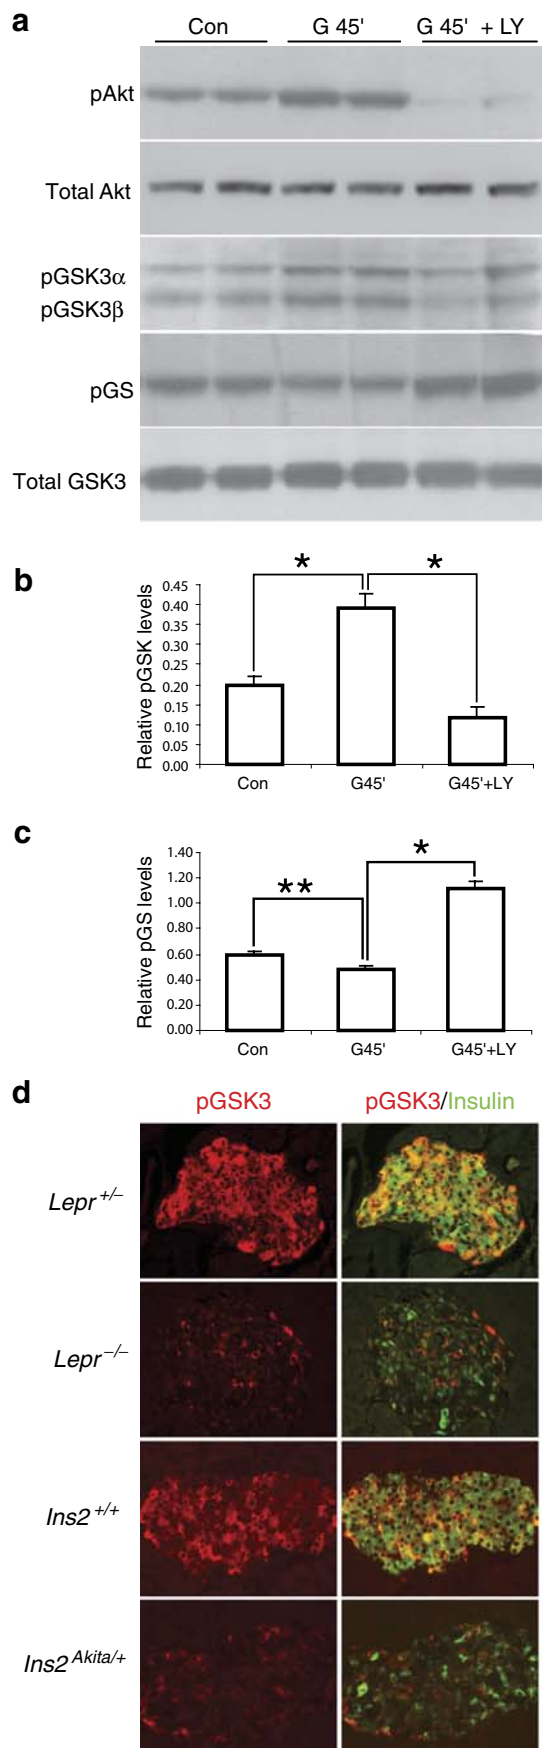 a
Con G 45' G 45' + LY
pAkt
Total Akt
pGSK3α
pGSK3β
pGS
Total GSK3
b
* *
Relative pGSK levels
0.45
0.40
0.35
0.30
0.25
0.20
0.15
0.10
0.05
0.00
Con G45' G45'+LY
c
** *
Relative pGS levels
1.40
1.20
1.00
0.80
0.60
0.40
0.20
0.00
Con G45' G45'+LY
d
pGSK3 pGSK3/Insulin
Lepr +/–
Lepr –/–
Ins2 +/+
Ins2 Akita/+